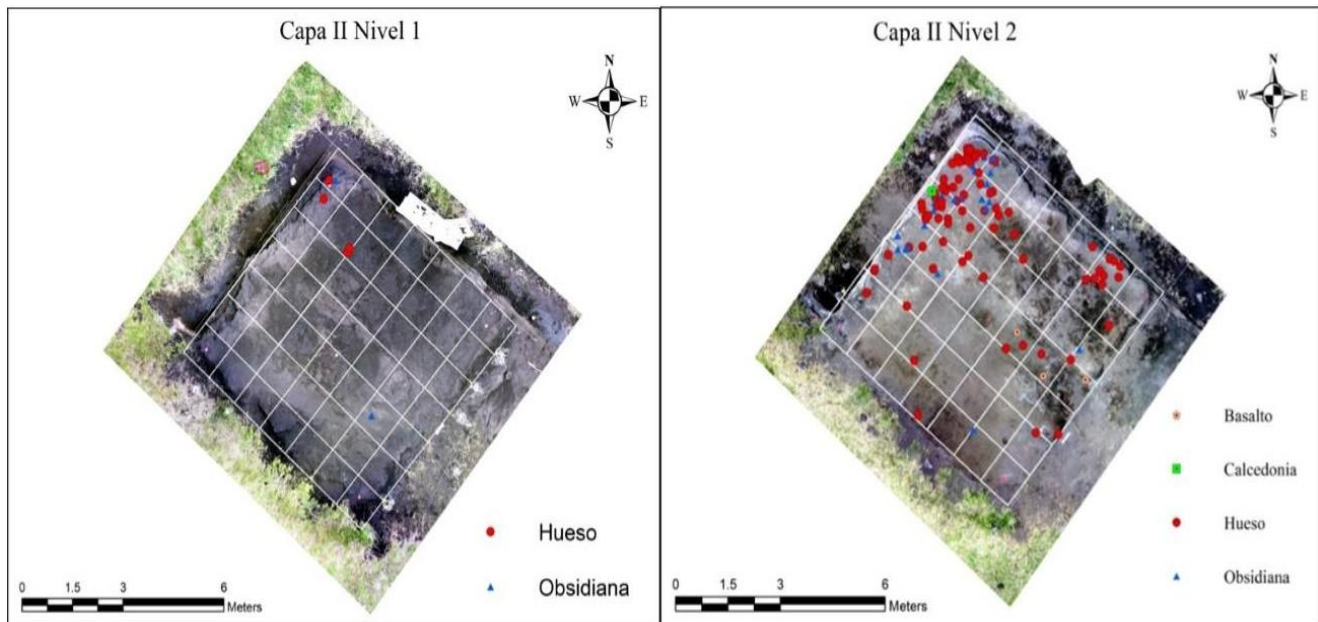 Capa II Nivel 1
N
W E
S
Hueso
Obsidiana
0 1.5 3 6
Meters
Capa II Nivel 2
N
W E
S
Basalto
Calcedonia
Hueso
Obsidiana
0 1.5 3 6
Meters